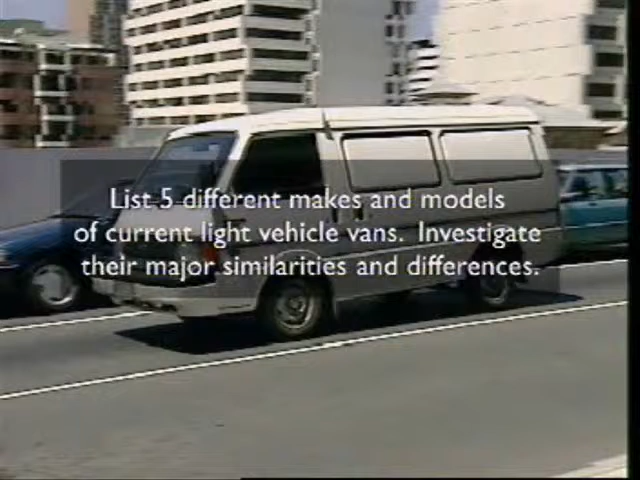 List 5 different makes and models
of current light vehicle vans. Investigate
their major similarities and differences.